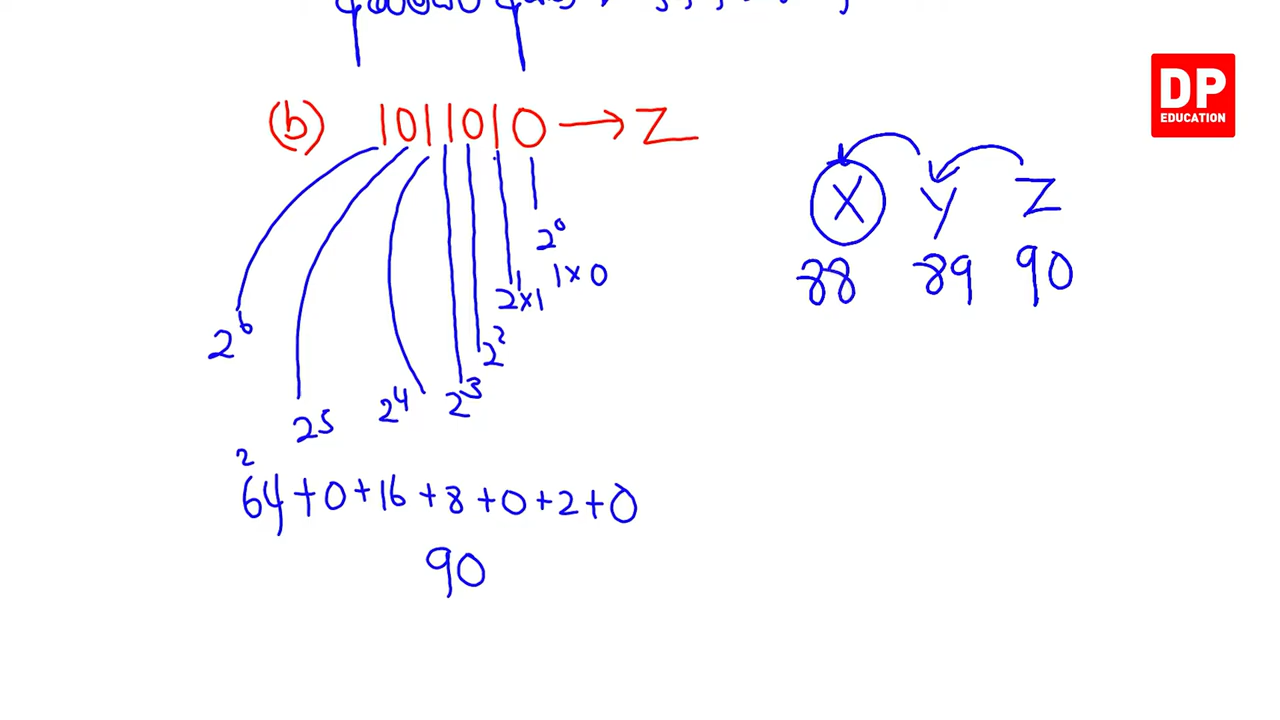 (b) 1011010 → Z
DP
EDUCATION
X Y Z
88 89 90
2⁰
1×0
2¹×1
2²
2³
2⁴
2⁵
2⁶
2
64+0+16+8+0+2+0
90